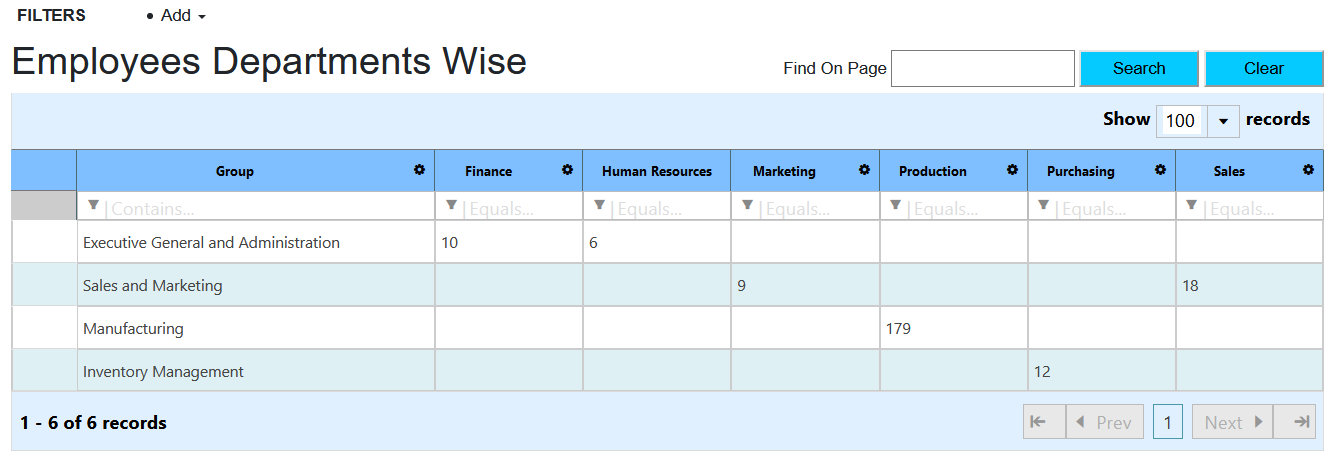 FILTERS • Add
Employees Departments Wise
Find On Page Search Clear
Show 100 records
Group Finance Human Resources Marketing Production Purchasing Sales
|Contains... |Equals... |Equals... |Equals... |Equals... |Equals... |Equals...
Executive General and Administration 10 6
Sales and Marketing 9 18
Manufacturing 179
Inventory Management 12
1 - 6 of 6 records Prev 1 Next